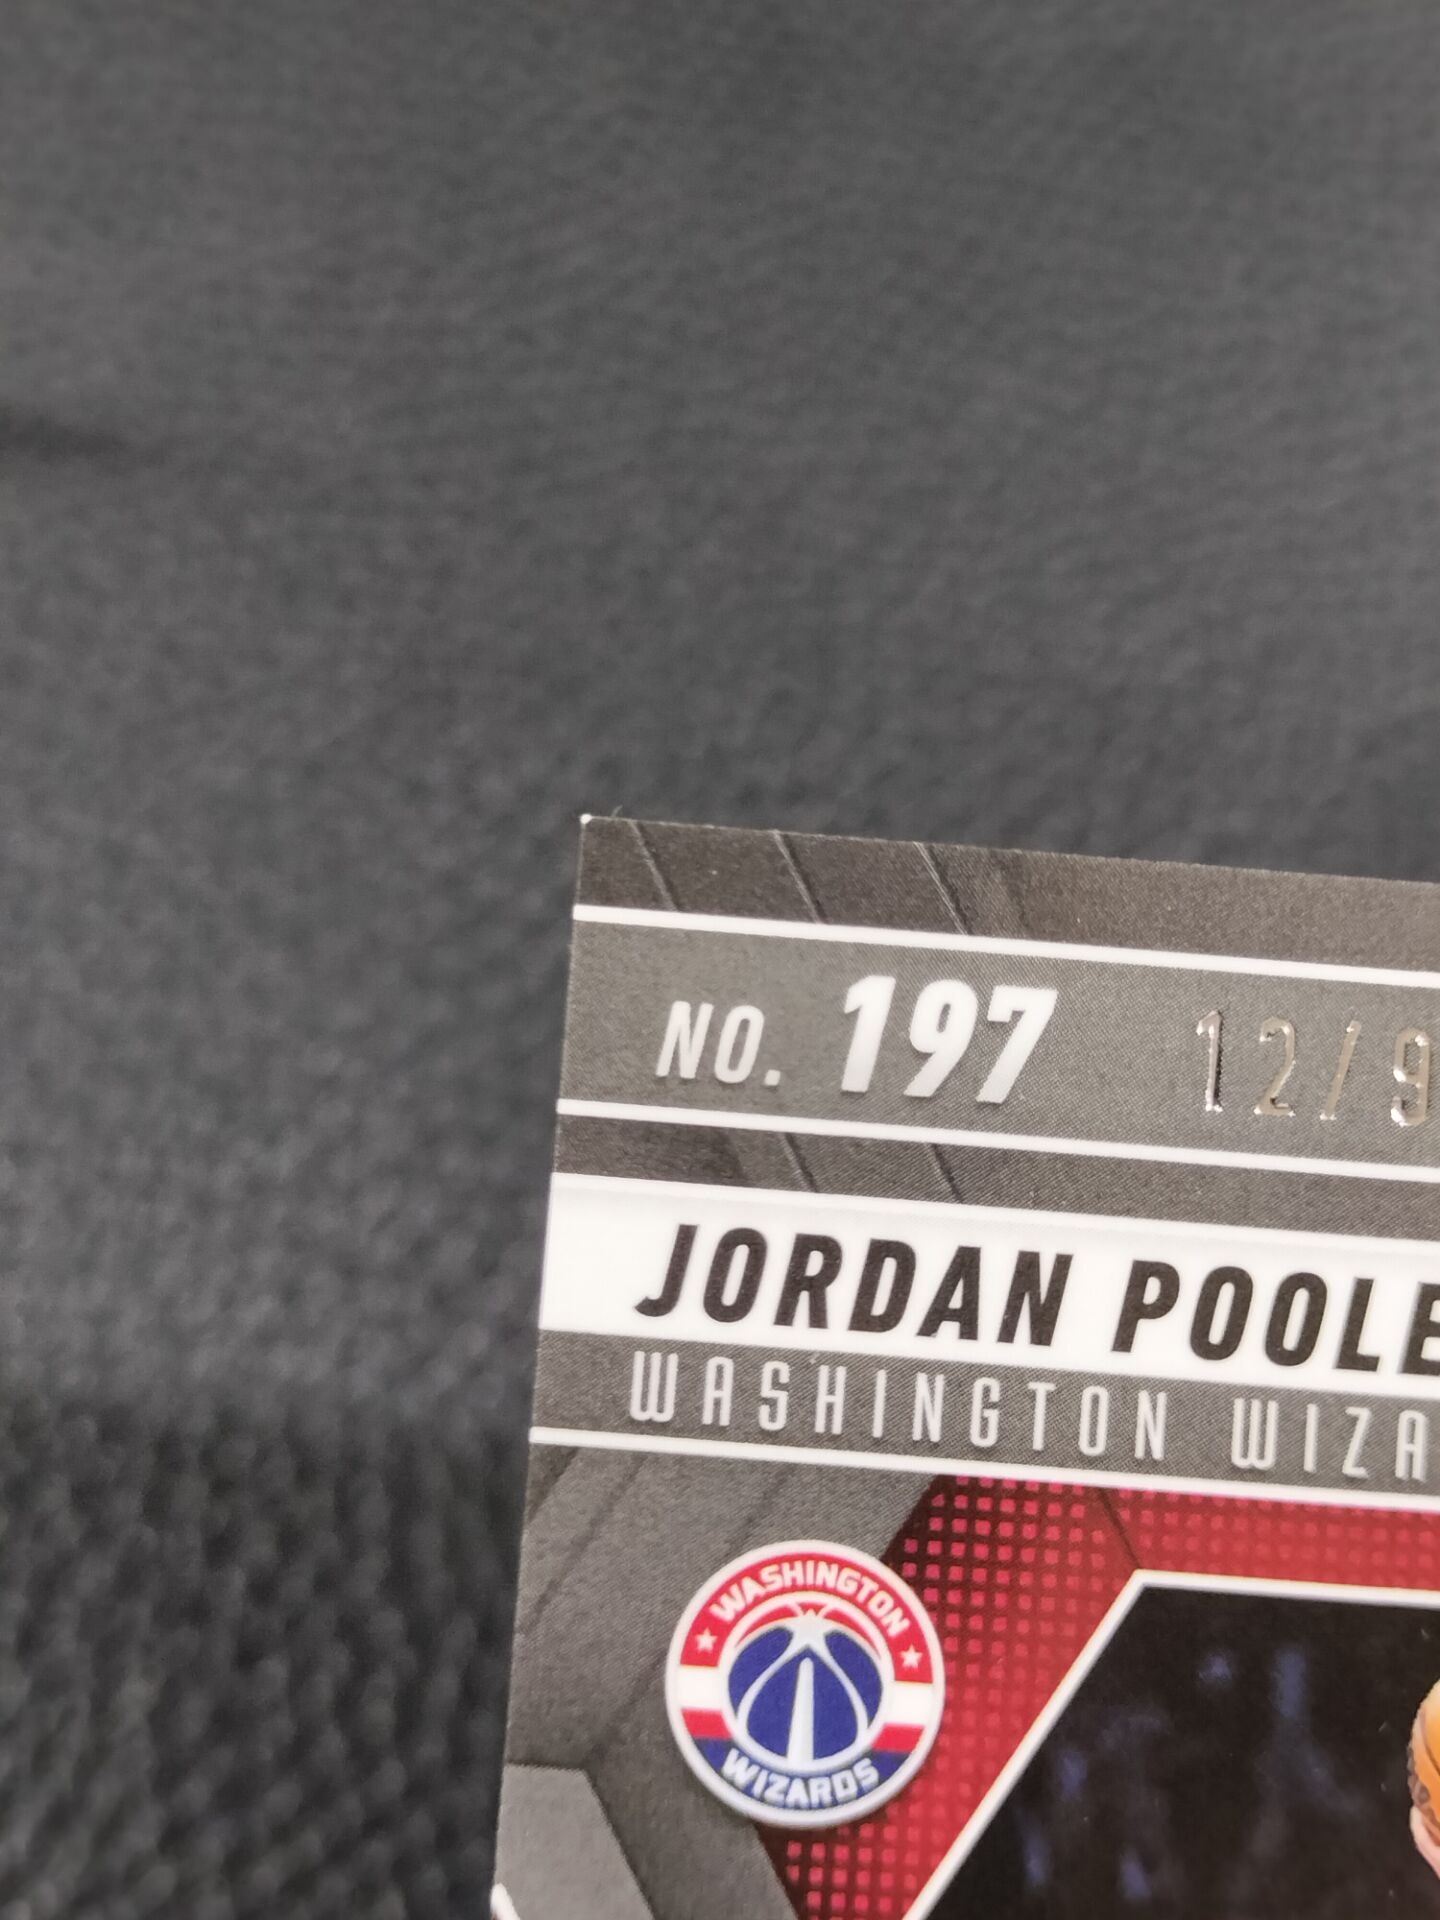 NO. 197 12/9
JORDAN POOLE
WASHINGTON WIZA
WASHINGTON
WIZARDS